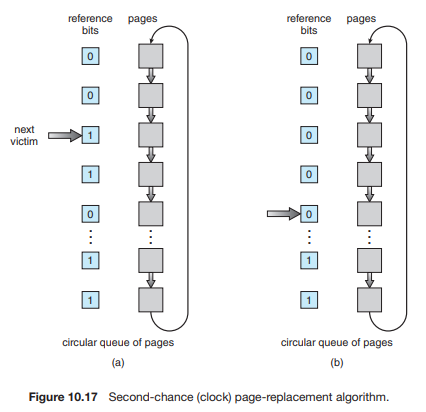 reference pages
bits
0
0
next
victim
1
1
0
1
1
circular queue of pages
(a)
reference pages
bits
0
0
0
0
0
1
1
circular queue of pages
(b)
Figure 10.17 Second-chance (clock) page-replacement algorithm.